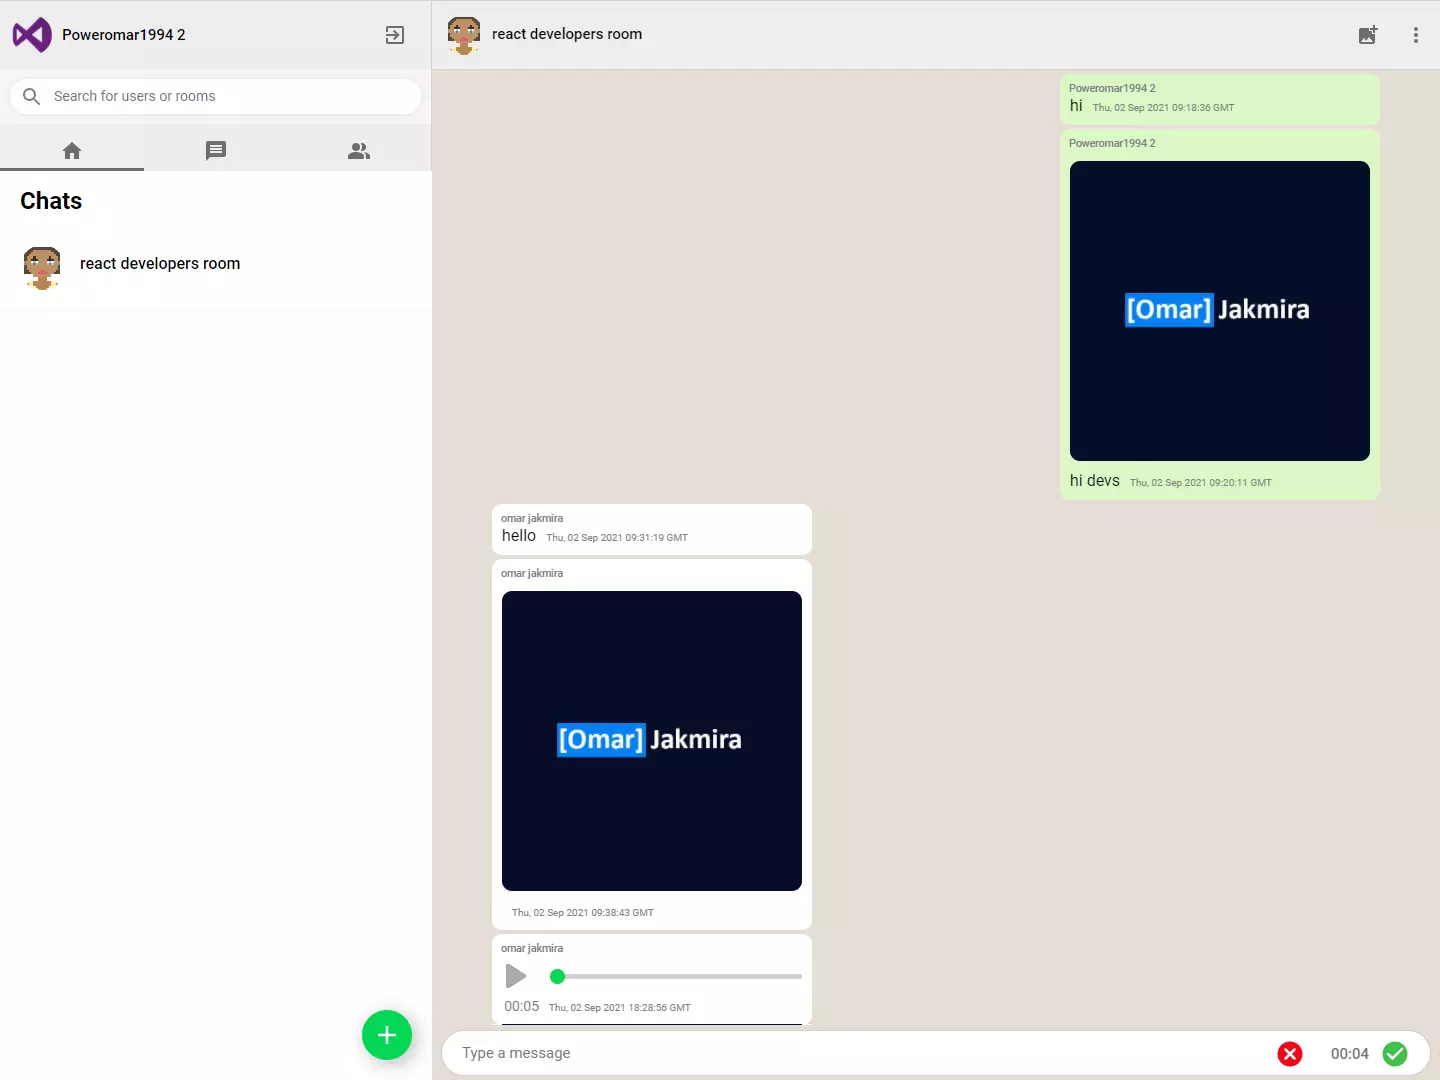 Poweromar1994 2
Search for users or rooms
Chats
react developers room
react developers room
Poweromar1994 2
hi Thu, 02 Sep 2021 09:18:36 GMT
Poweromar1994 2
[Omar] Jakmira
hi devs Thu, 02 Sep 2021 09:20:11 GMT
omar jakmira
hello Thu, 02 Sep 2021 09:31:19 GMT
omar jakmira
[Omar] Jakmira
Thu, 02 Sep 2021 09:38:43 GMT
omar jakmira
00:05 Thu, 02 Sep 2021 18:28:56 GMT
Type a message 00:04